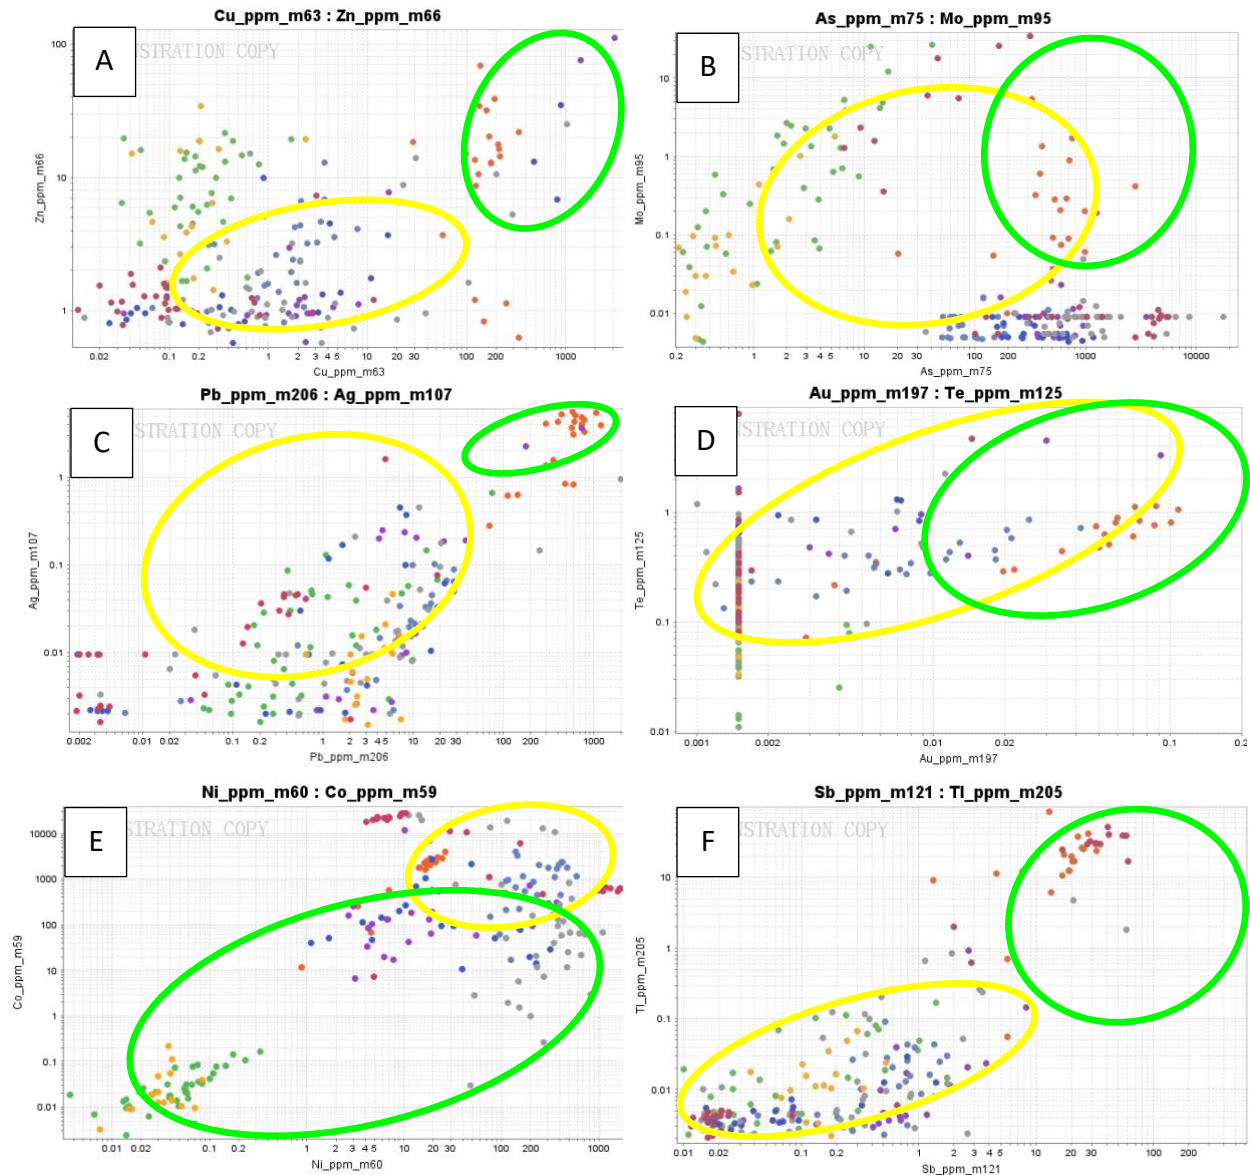 Cu_ppm_m63 : Zn_ppm_m66
A
ISTRATION COPY
100
10
1
Zn_ppm_m66
0.02 0.1 0.2 1 2 3 4 5 10 20 30 100 200 1000
Cu_ppm_m63
As_ppm_m75 : Mo_ppm_m95
B
STRATION COPY
10
1
0.1
0.01
Mo_ppm_m95
0.2 1 2 3 4 5 10 20 30 100 200 1000 10000
As_ppm_m75
Pb_ppm_m206 : Ag_ppm_m107
C
STRATION COPY
1
0.1
0.01
Ag_ppm_m107
0.002 0.01 0.02 0.1 0.2 1 2 3 4 5 10 20 30 100 200 1000
Pb_ppm_m206
Au_ppm_m197 : Te_ppm_m125
D
STRATION COPY
1
0.1
0.01
Te_ppm_m125
0.001 0.002 0.01 0.02 0.1 0.2
Au_ppm_m197
Ni_ppm_m60 : Co_ppm_m59
E
STRATION COPY
10000
1000
100
10
1
0.1
0.01
Co_ppm_m59
0.01 0.02 0.1 0.2 1 2 3 4 5 10 20 30 100 200 1000
Ni_ppm_m60
Sb_ppm_m121 : Tl_ppm_m205
F
STRATION COPY
10
1
0.1
0.01
Tl_ppm_m205
0.01 0.02 0.1 0.2 1 2 3 4 5 10 20 30 100 200
Sb_ppm_m121